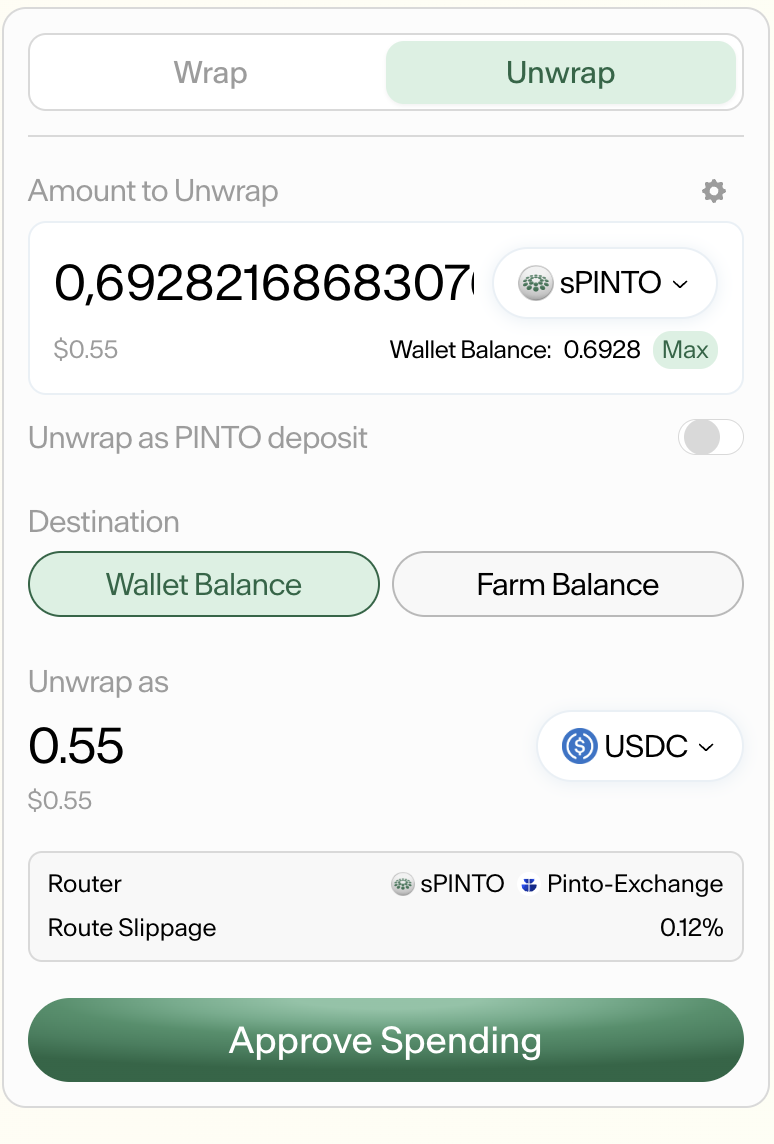 Wrap Unwrap
Amount to Unwrap
0,69282168683070 sPINTO
$0.55 Wallet Balance: 0.6928 Max
Unwrap as PINTO deposit
Destination
Wallet Balance Farm Balance
Unwrap as
0.55 USDC
$0.55
Router sPINTO Pinto-Exchange
Route Slippage 0.12%
Approve Spending